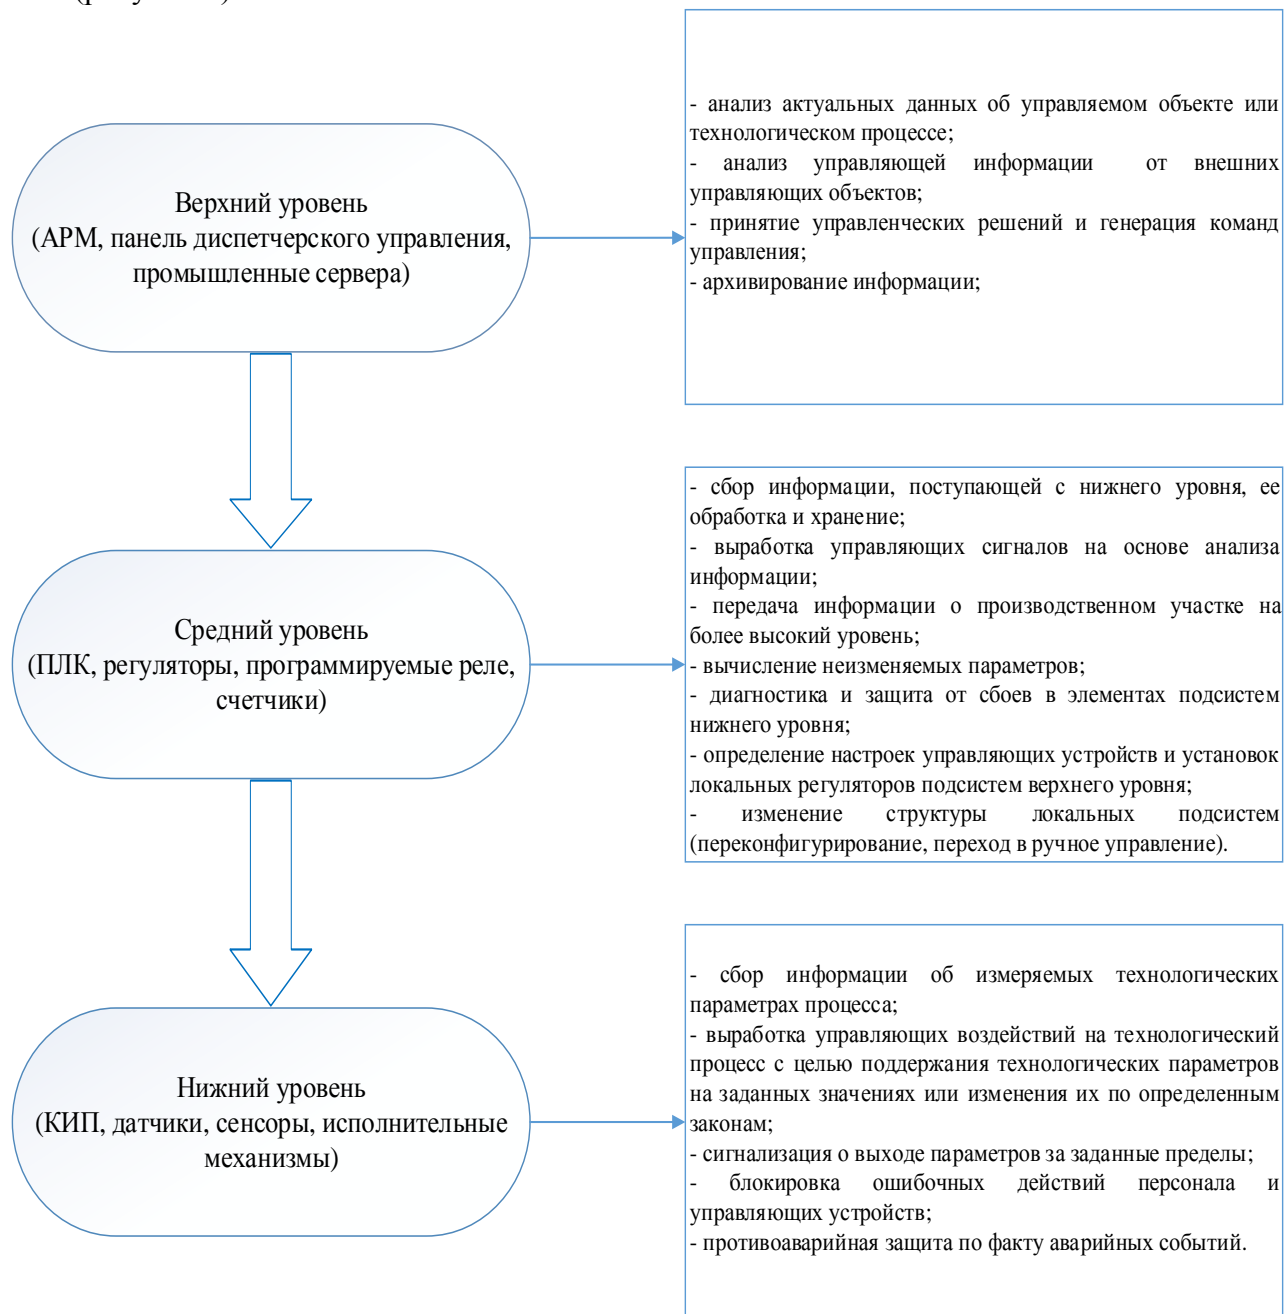 Верхний уровень
(АРМ, панель диспетчерского управления,
промышленные сервера)
- анализ актуальных данных об управляемом объекте или
технологическом процессе;
- анализ управляющей информации от внешних
управляющих объектов;
- принятие управленческих решений и генерация команд
управления;
- архивирование информации;
Средний уровень
(ПЛК, регуляторы, программируемые реле,
счетчики)
- сбор информации, поступающей с нижнего уровня, ее
обработка и хранение;
- выработка управляющих сигналов на основе анализа
информации;
- передача информации о производственном участке на
более высокий уровень;
- вычисление неизменяемых параметров;
- диагностика и защита от сбоев в элементах подсистем
нижнего уровня;
- определение настроек управляющих устройств и установок
локальных регуляторов подсистем верхнего уровня;
- изменение структуры локальных подсистем
(переконфигурирование, переход в ручное управление).
Нижний уровень
(КИП, датчики, сенсоры, исполнительные
механизмы)
- сбор информации об измеряемых технологических
параметрах процесса;
- выработка управляющих воздействий на технологический
процесс с целью поддержания технологических параметров
на заданных значениях или изменения их по определенным
законам;
- сигнализация о выходе параметров за заданные пределы;
- блокировка ошибочных действий персонала и
управляющих устройств;
- противоаварийная защита по факту аварийных событий.